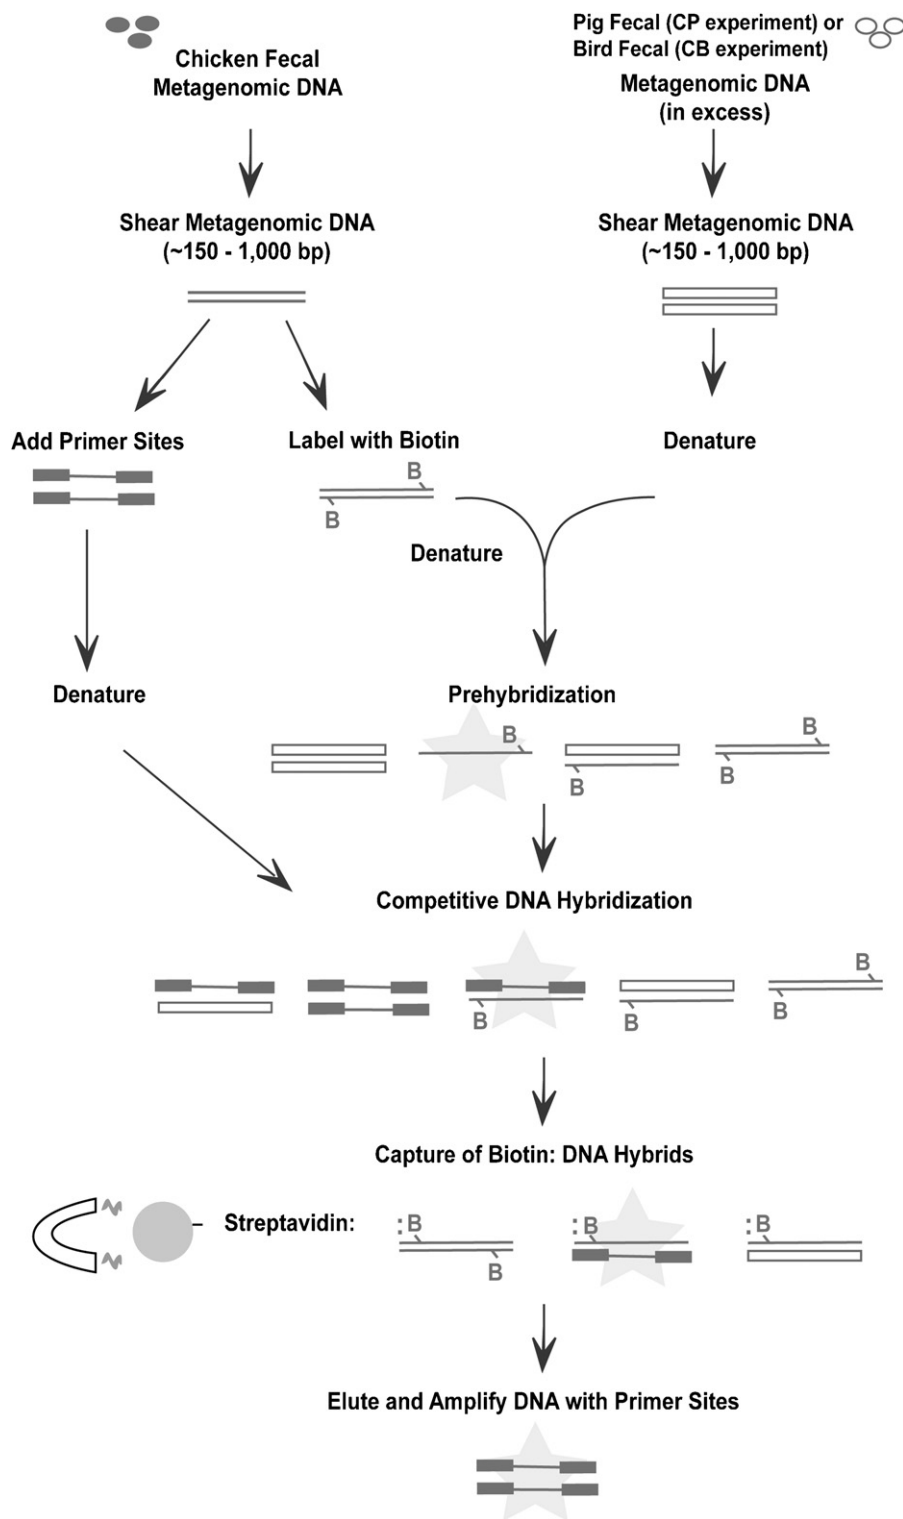 Chicken Fecal
Metagenomic DNA
Pig Fecal (CP experiment) or
Bird Fecal (CB experiment)
Metagenomic DNA
(in excess)
Shear Metagenomic DNA
(~150 - 1,000 bp)
Shear Metagenomic DNA
(~150 - 1,000 bp)
Add Primer Sites
Label with Biotin
Denature
B
B
Denature
Denature
Prehybridization
B
B
B
B
Competitive DNA Hybridization
B
B
B
B
Capture of Biotin: DNA Hybrids
Streptavidin:
:B
B
:B
:B
Elute and Amplify DNA with Primer Sites